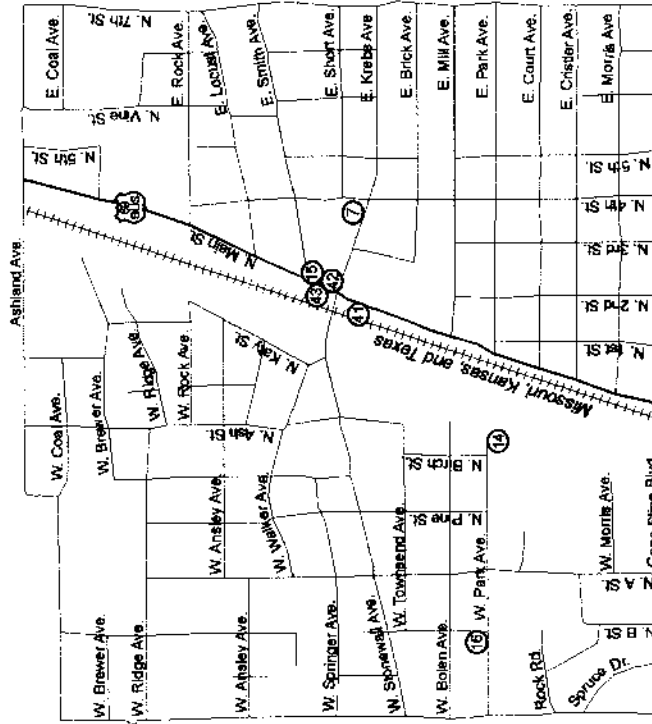 Ashland Ave.
N. 7th St.
E. Coal Ave.
N. Vine St.
E. Rock Ave.
E. Locust Ave.
E. Smith Ave.
E. Short Ave.
E. Krebs Ave.
E. Brick Ave.
E. Mill Ave.
E. Park Ave.
E. Court Ave.
E. Cristler Ave.
E. Morris Ave.
N. 5th St.
69
BUS
N. Main St.
7
15
43
42
41
N. 5th St.
N. 4th St.
N. 3rd St.
N. 2nd St.
N. 1st St.
Missouri, Kansas, and Texas
W. Coal Ave.
W. Brewer Ave.
W. Ridge Ave.
W. Rock Ave.
N. Kally St.
N. Ash St.
W. Ansley Ave.
W. Walker Ave.
N. Birch St.
14
N. Pine St.
W. Townsend Ave.
W. Park Ave.
W. Morris Ave.
N. A St.
W. Brewer Ave.
W. Ridge Ave.
W. Ansley Ave.
W. Springer Ave.
W. Stonewall Ave.
W. Bolen Ave.
16
Rock Rd.
Spruce Dr.
N. B St.